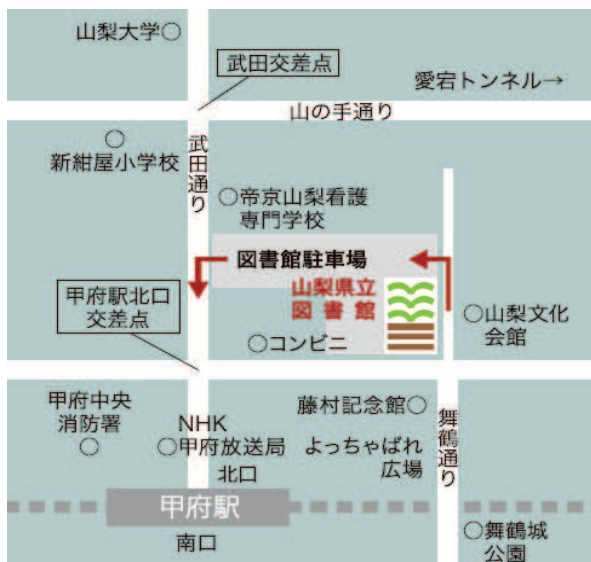 山梨大学○
武田交差点
愛宕トンネル→
山の手通り
○
新紺屋小学校
武田通り
○帝京山梨看護
専門学校
図書館駐車場
山梨県立
図書館
甲府駅北口
交差点
○山梨文化
会館
○コンビニ
甲府中央
消防署
○
NHK
○甲府放送局
北口
藤村記念館○
よっちゃばれ
広場
舞鶴通り
甲府駅
南口
○舞鶴城
公園